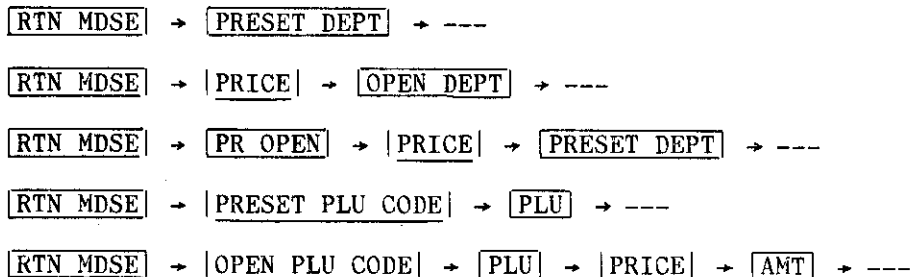 RTN MDSE → PRESET DEPT → ---
RTN MDSE → PRICE → OPEN DEPT → ---
RTN MDSE → PR OPEN → PRICE → PRESET DEPT → ---
RTN MDSE → PRESET PLU CODE → PLU → ---
RTN MDSE → OPEN PLU CODE → PLU → PRICE → AMT → ---